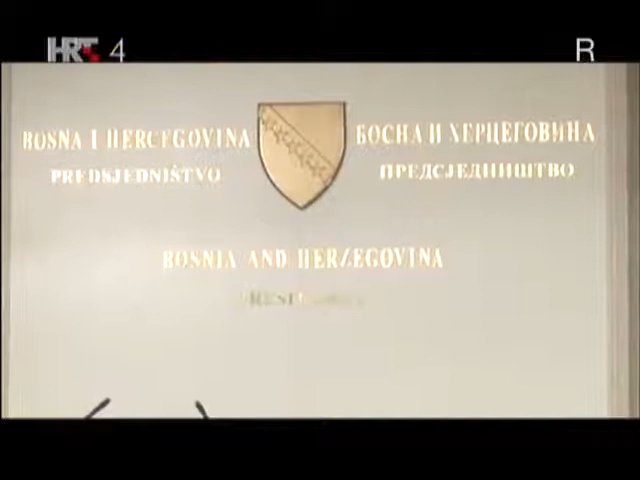 HRT 4
R
BOSNA I HERCEGOVINA
PREDSJEDNIŠTVO
БОСНА И ХЕРЦЕГОВИНА
ПРЕДСЈЕДНИШТВО
BOSNIA AND HERZEGOVINA